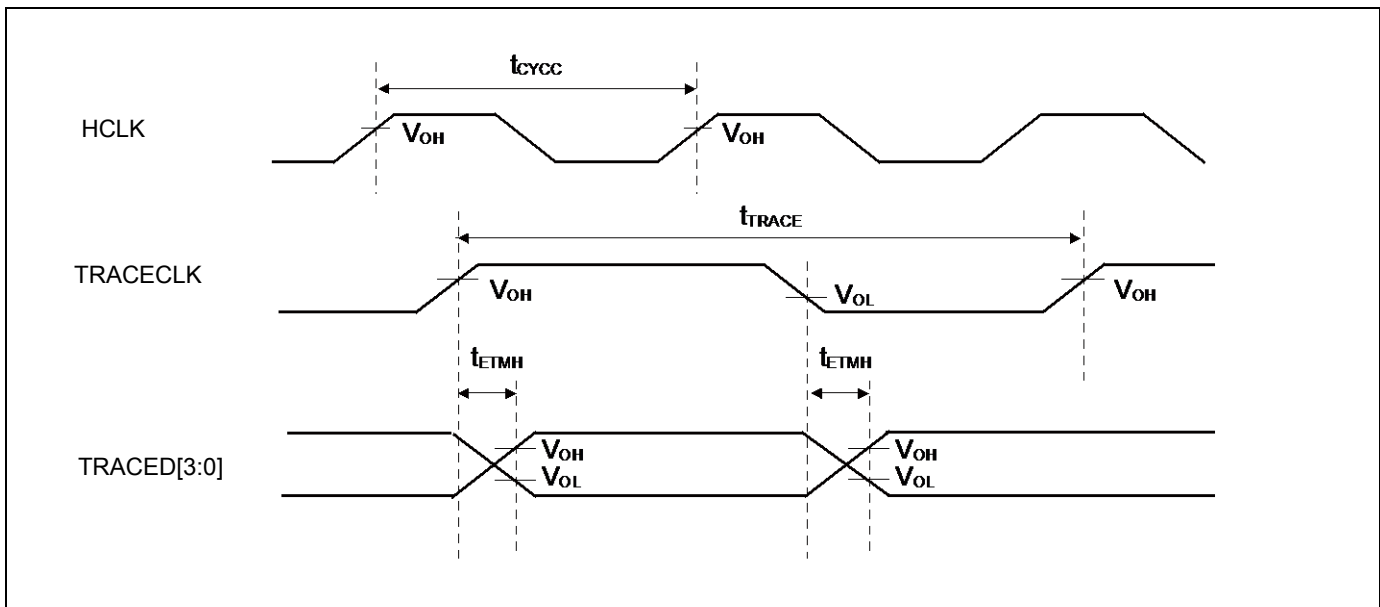 tCYCC
HCLK
VOH
VOH
tTRACE
TRACECLK
VOH
VOL
VOH
tETMH
tETMH
TRACED[3:0]
VOH
VOH
VOL
VOL